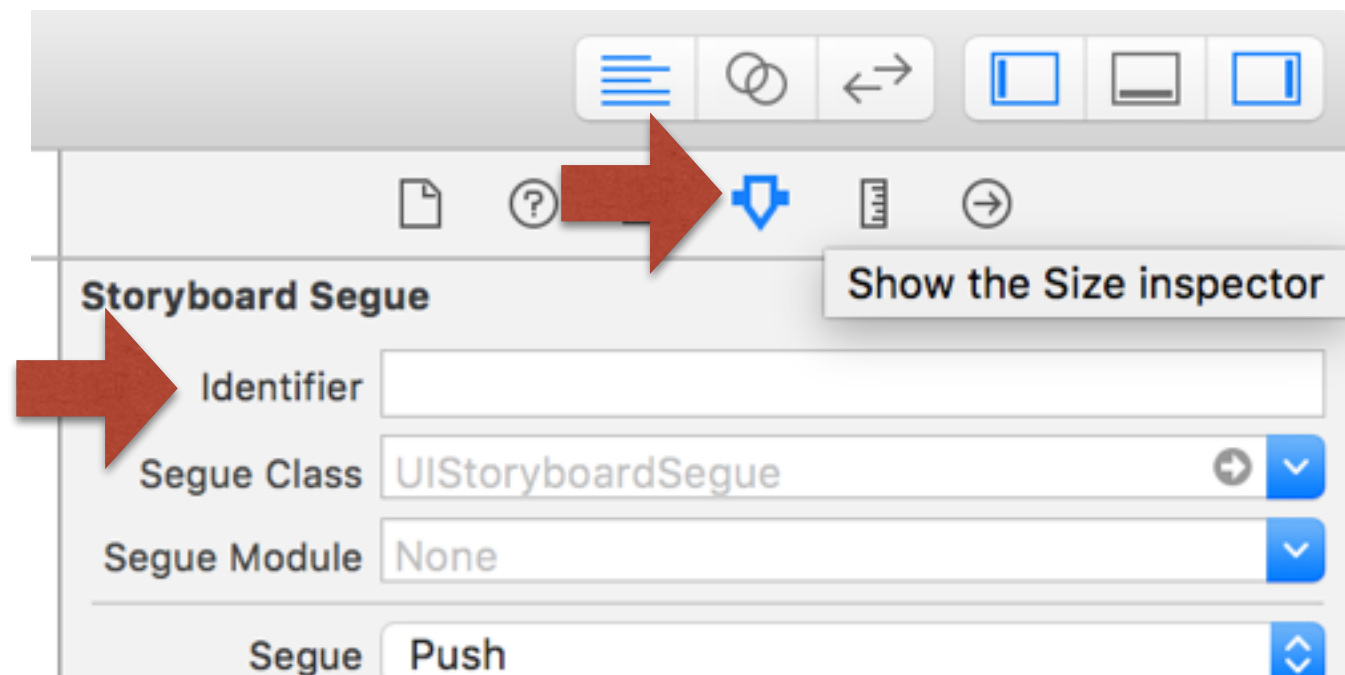 Show the Size inspector
Storyboard Segue
Identifier
Segue Class UIStoryboardSegue
Segue Module None
Segue Push